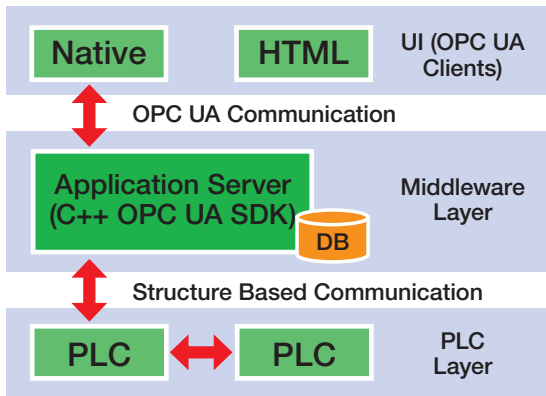 Native
HTML
UI (OPC UA
Clients)
OPC UA Communication
Application Server
(C++ OPC UA SDK)
DB
Middleware
Layer
Structure Based Communication
PLC
PLC
PLC
Layer